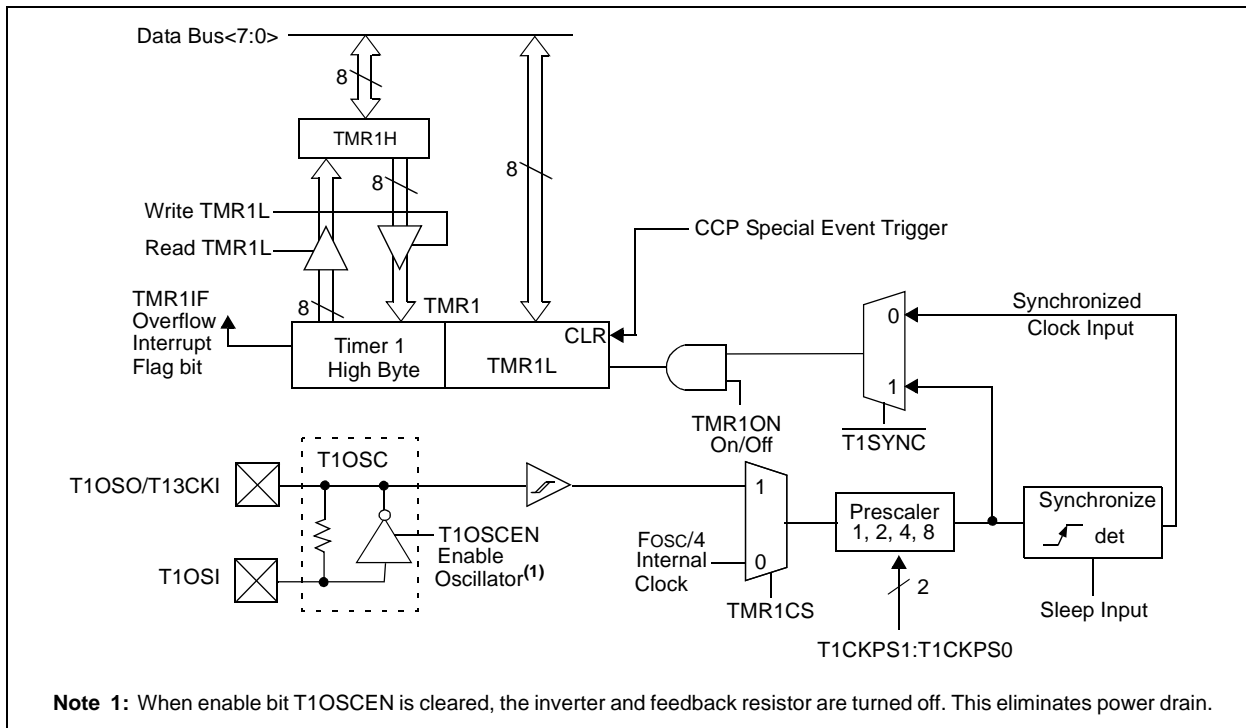 Data Bus<7:0>
8
TMR1H
8
8
Write TMR1L
Read TMR1L
CCP Special Event Trigger
TMR1IF
Overflow
Interrupt
Flag bit
8
TMR1
Timer 1
High Byte
TMR1L
CLR
TMR1ON
On/Off
0
1
T1SYNC
Synchronized
Clock Input
T1OSC
T1OSO/T13CKI
T1OSI
T1OSCEN
Enable
Oscillator(1)
FOSC/4
Internal
Clock
1
0
TMR1CS
Prescaler
1, 2, 4, 8
2
T1CKPS1:T1CKPS0
Synchronize
det
Sleep Input
Note 1: When enable bit T1OSCEN is cleared, the inverter and feedback resistor are turned off. This eliminates power drain.